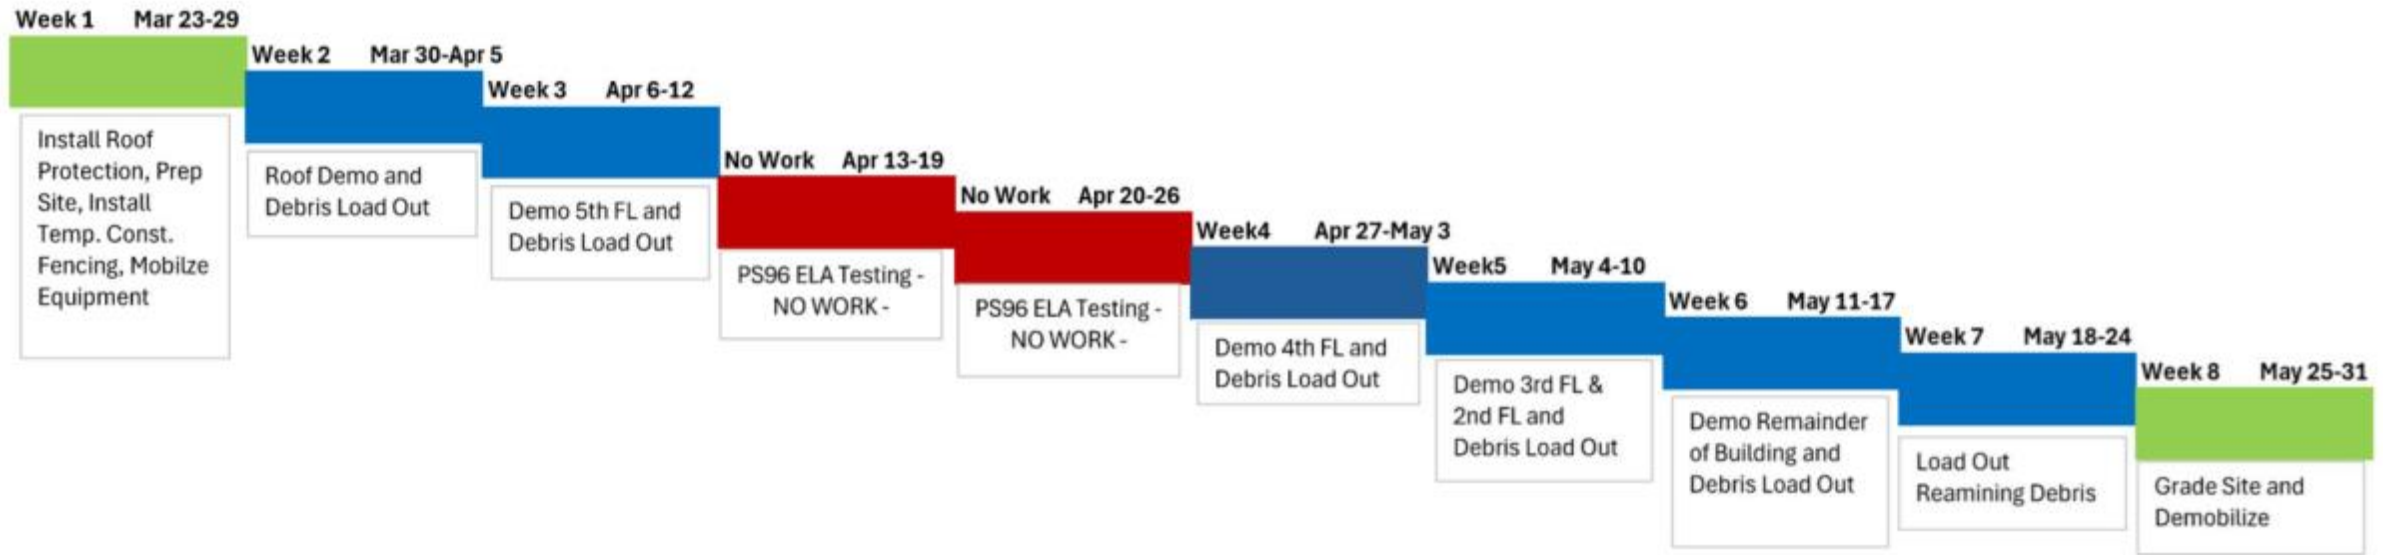 Week 1 Mar 23-29
Install Roof
Protection, Prep
Site, Install
Temp. Const.
Fencing, Mobilze
Equipment
Week 2 Mar 30-Apr 5
Roof Demo and
Debris Load Out
Week 3 Apr 6-12
Demo 5th FL and
Debris Load Out
No Work Apr 13-19
PS96 ELA Testing -
NO WORK -
No Work Apr 20-26
PS96 ELA Testing -
NO WORK -
Week4 Apr 27-May 3
Demo 4th FL and
Debris Load Out
Week5 May 4-10
Demo 3rd FL &
2nd FL and
Debris Load Out
Week 6 May 11-17
Demo Remainder
of Building and
Debris Load Out
Week 7 May 18-24
Load Out
Reamining Debris
Week 8 May 25-31
Grade Site and
Demobilize